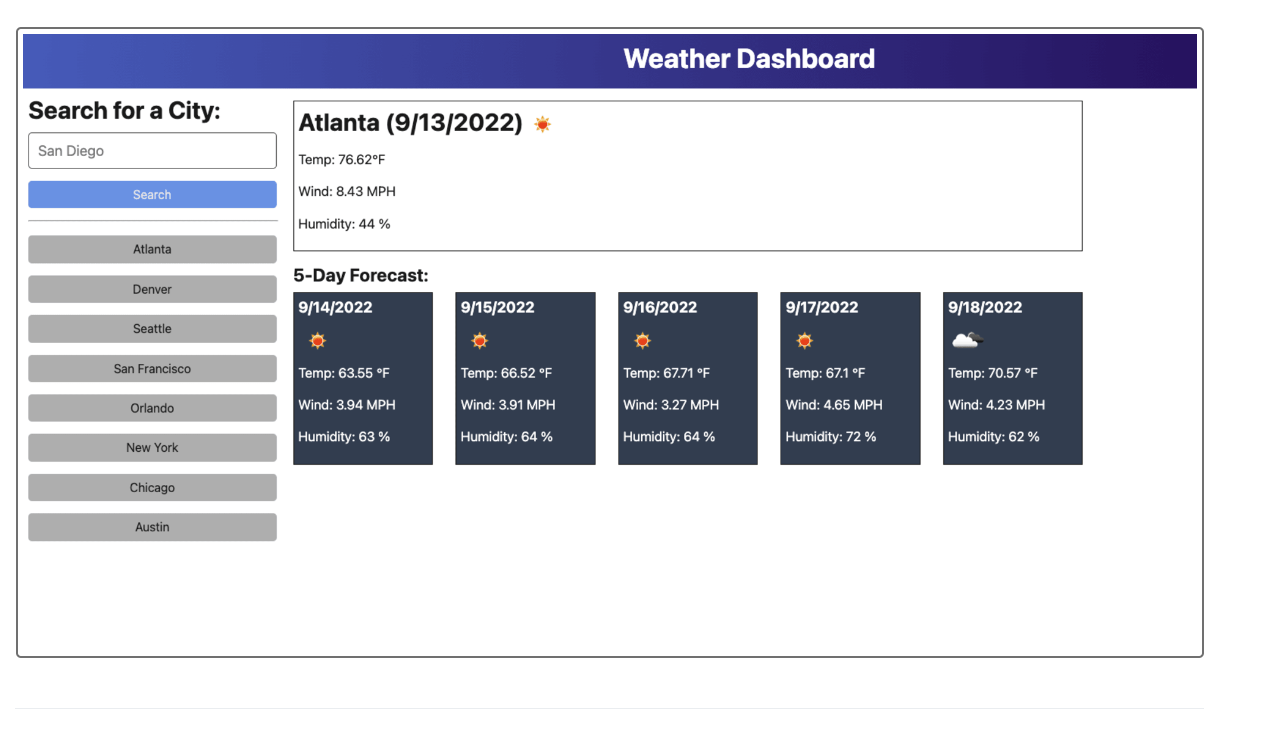 Weather Dashboard
Search for a City:
San Diego
Search
Atlanta
Denver
Seattle
San Francisco
Orlando
New York
Chicago
Austin
Atlanta (9/13/2022)
Temp: 76.62°F
Wind: 8.43 MPH
Humidity: 44 %
5-Day Forecast:
9/14/2022
Temp: 63.55 °F
Wind: 3.94 MPH
Humidity: 63 %
9/15/2022
Temp: 66.52 °F
Wind: 3.91 MPH
Humidity: 64 %
9/16/2022
Temp: 67.71 °F
Wind: 3.27 MPH
Humidity: 64 %
9/17/2022
Temp: 67.1 °F
Wind: 4.65 MPH
Humidity: 72 %
9/18/2022
Temp: 70.57 °F
Wind: 4.23 MPH
Humidity: 62 %